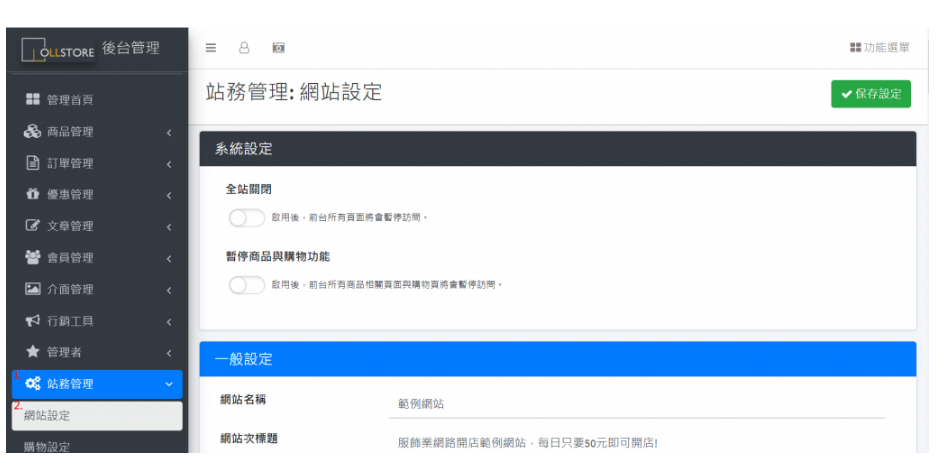 OLLSTORE 後台管理
功能選單
站務管理: 網站設定
保存設定
管理首頁
商品管理
訂單管理
優惠管理
文章管理
會員管理
介面管理
行銷工具
管理者
1.
站務管理
2.
網站設定
購物設定
系統設定
全站關閉
啟用後，前台所有頁面將會暫停訪問。
暫停商品與購物功能
啟用後，前台所有商品相關頁面與購物頁將會暫停訪問。
一般設定
網站名稱
範例網站
網站次標題
服飾業網路開店範例網站，每日只要50元即可開店!